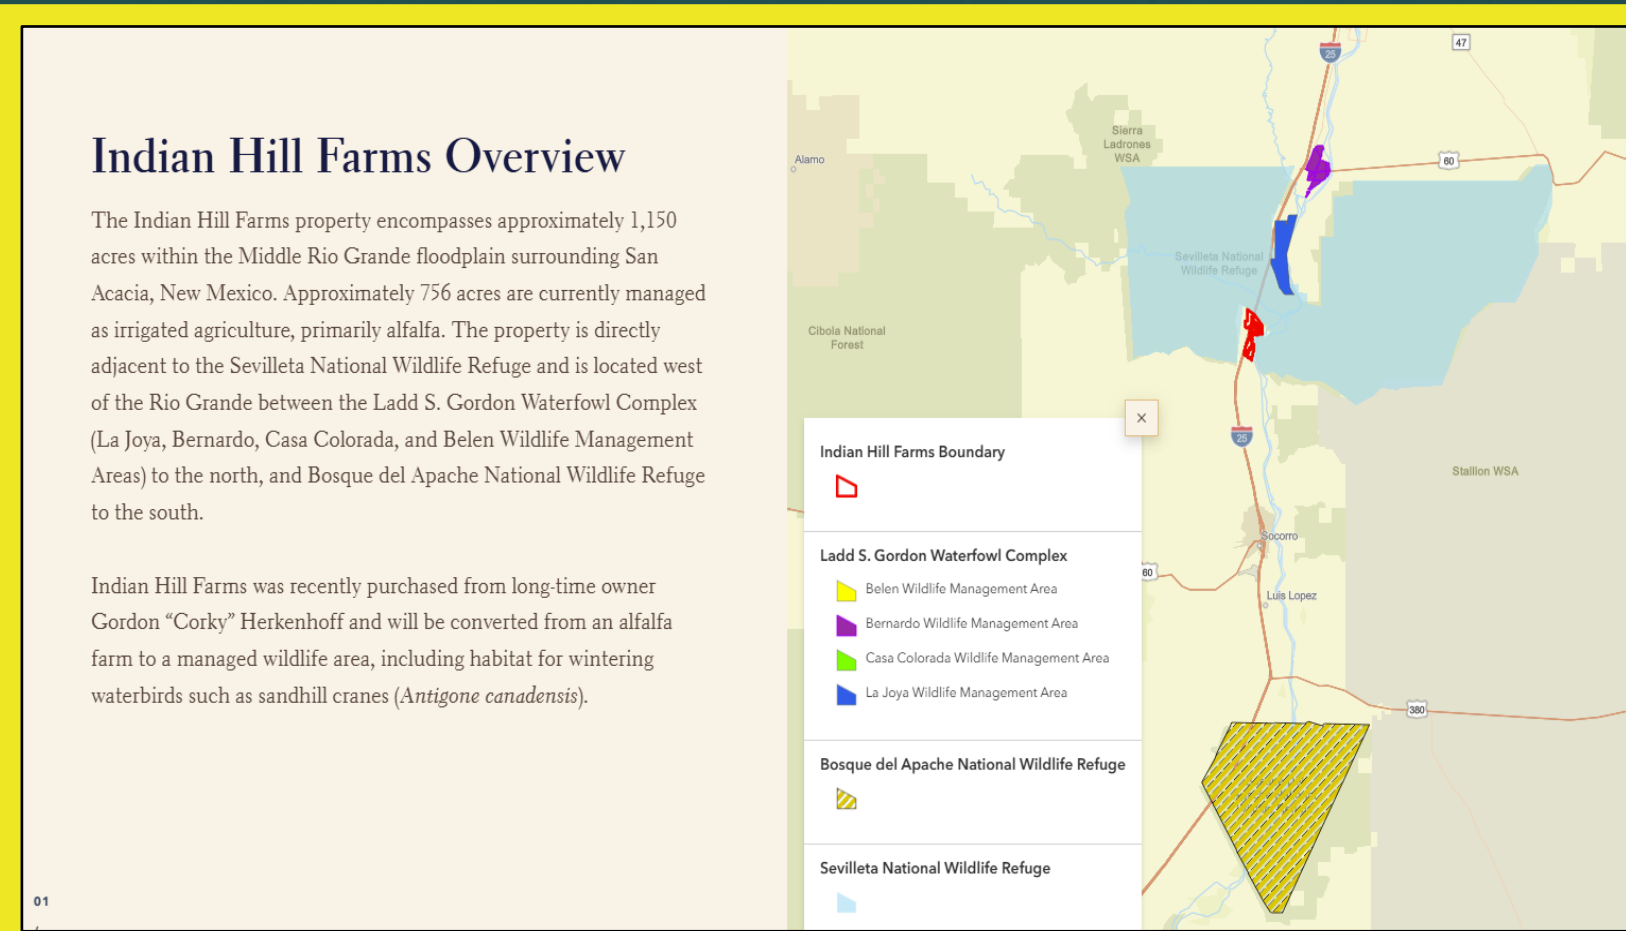 Indian Hill Farms Overview
The Indian Hill Farms property encompasses approximately 1,150
acres within the Middle Rio Grande floodplain surrounding San
Acacia, New Mexico. Approximately 756 acres are currently managed
as irrigated agriculture, primarily alfalfa. The property is directly
adjacent to the Sevilleta National Wildlife Refuge and is located west
of the Rio Grande between the Ladd S. Gordon Waterfowl Complex
(La Joya, Bernardo, Casa Colorada, and Belen Wildlife Management
Areas) to the north, and Bosque del Apache National Wildlife Refuge
to the south.
Indian Hill Farms was recently purchased from long-time owner
Gordon “Corky” Herkenhoff and will be converted from an alfalfa
farm to a managed wildlife area, including habitat for wintering
waterbirds such as sandhill cranes (Antigone canadensis).
01
25
47
Sierra
Ladrones
WSA
Alamo
60
Sevilleta National
Wildlife Refuge
Cibola National
Forest
25
Stallion WSA
Socorro
60
Luis Lopez
380
×
Indian Hill Farms Boundary
Ladd S. Gordon Waterfowl Complex
Belen Wildlife Management Area
Bernardo Wildlife Management Area
Casa Colorada Wildlife Management Area
La Joya Wildlife Management Area
Bosque del Apache National Wildlife Refuge
Sevilleta National Wildlife Refuge